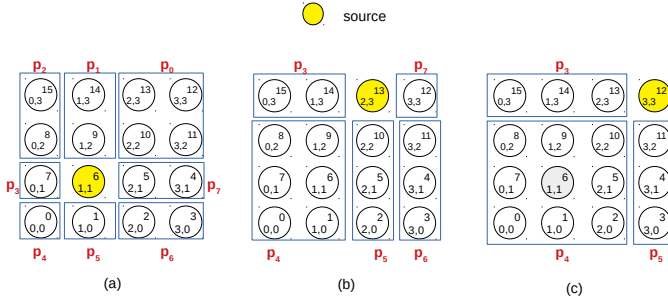 source
p2 p1 p0
15 14 13 12
0,3 1,3 2,3 3,3
8 9 10 11
0,2 1,2 2,2 3,2
p3 7 6 5 4 p7
0,1 1,1 2,1 3,1
0 1 2 3
0,0 1,0 2,0 3,0
p4 p5 p6
(a)
p3 p7
15 14 13 12
0,3 1,3 2,3 3,3
8 9 10 11
0,2 1,2 2,2 3,2
7 6 5 4
0,1 1,1 2,1 3,1
0 1 2 3
0,0 1,0 2,0 3,0
p5 p6
(b)
p3
15 14 13 12
0,3 1,3 2,3 3,3
8 9 10 11
0,2 1,2 2,2 3,2
7 6 5 4
0,1 1,1 2,1 3,1
0 1 2 3
0,0 1,0 2,0 3,0
p4 p5
(c)